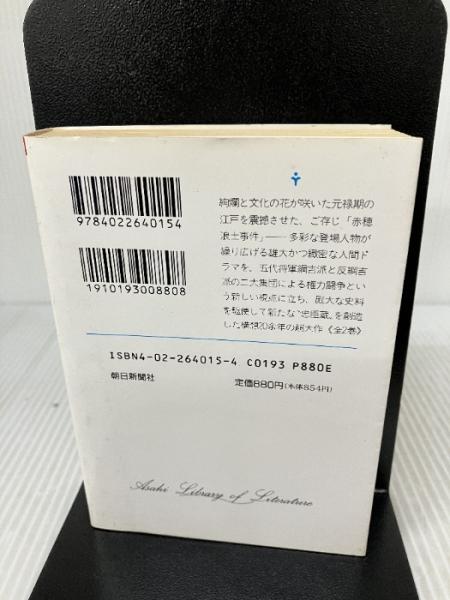 絢爛と文化の花が咲いた元禄期の
江戸を震撼させた、ご存じ「赤穂
浪士事件」——多彩な登場人物が
繰り広げる雄大かつ緻密な人間ド
ラマを、五代将軍綱吉派と反綱吉
派の二大集団による権力闘争とい
う新しい視点に立ち、厖大な史料
を駆使して新たな“忠臣蔵”を創造
した構想20余年の超大作《全2巻》
9784022640154
1910193008808
ISBN4-02-264015-4 C0193 P880E
朝日新聞社
定価880円(本体854円)
Asahi Library of Literature